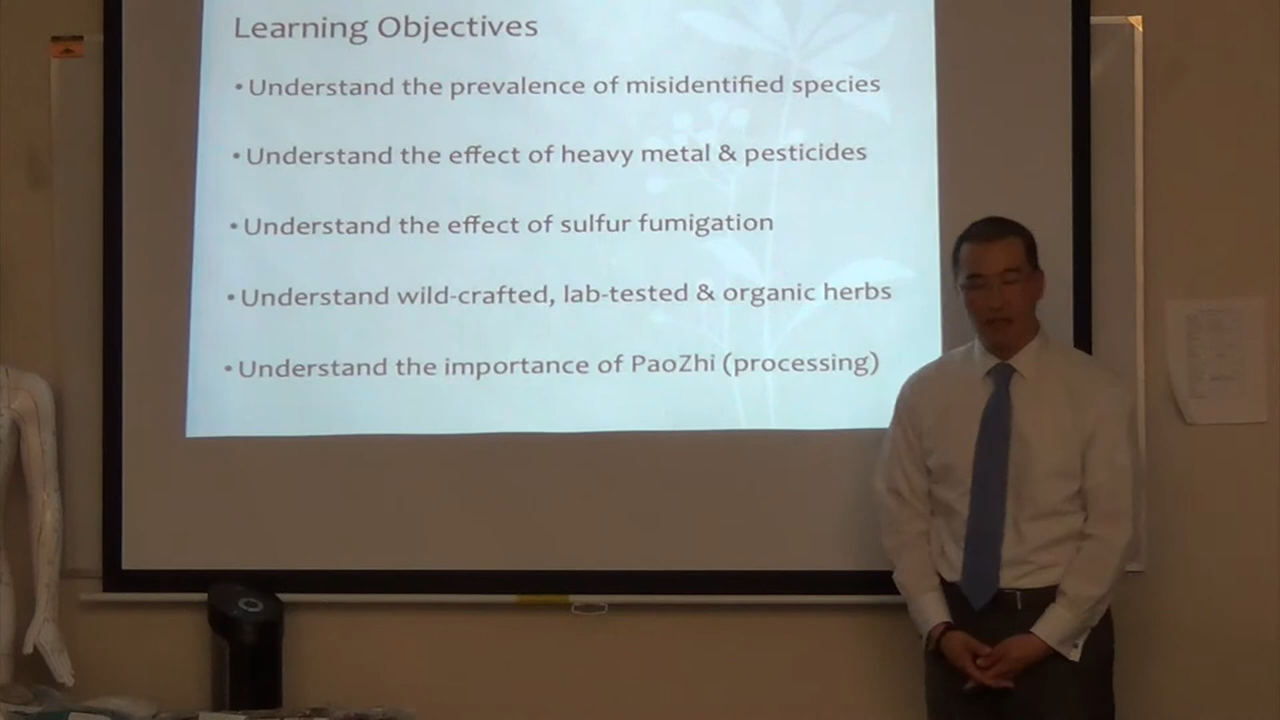 Learning Objectives
• Understand the prevalence of misidentified species
• Understand the effect of heavy metal & pesticides
• Understand the effect of sulfur fumigation
• Understand wild-crafted, lab-tested & organic herbs
• Understand the importance of PaoZhi (processing)